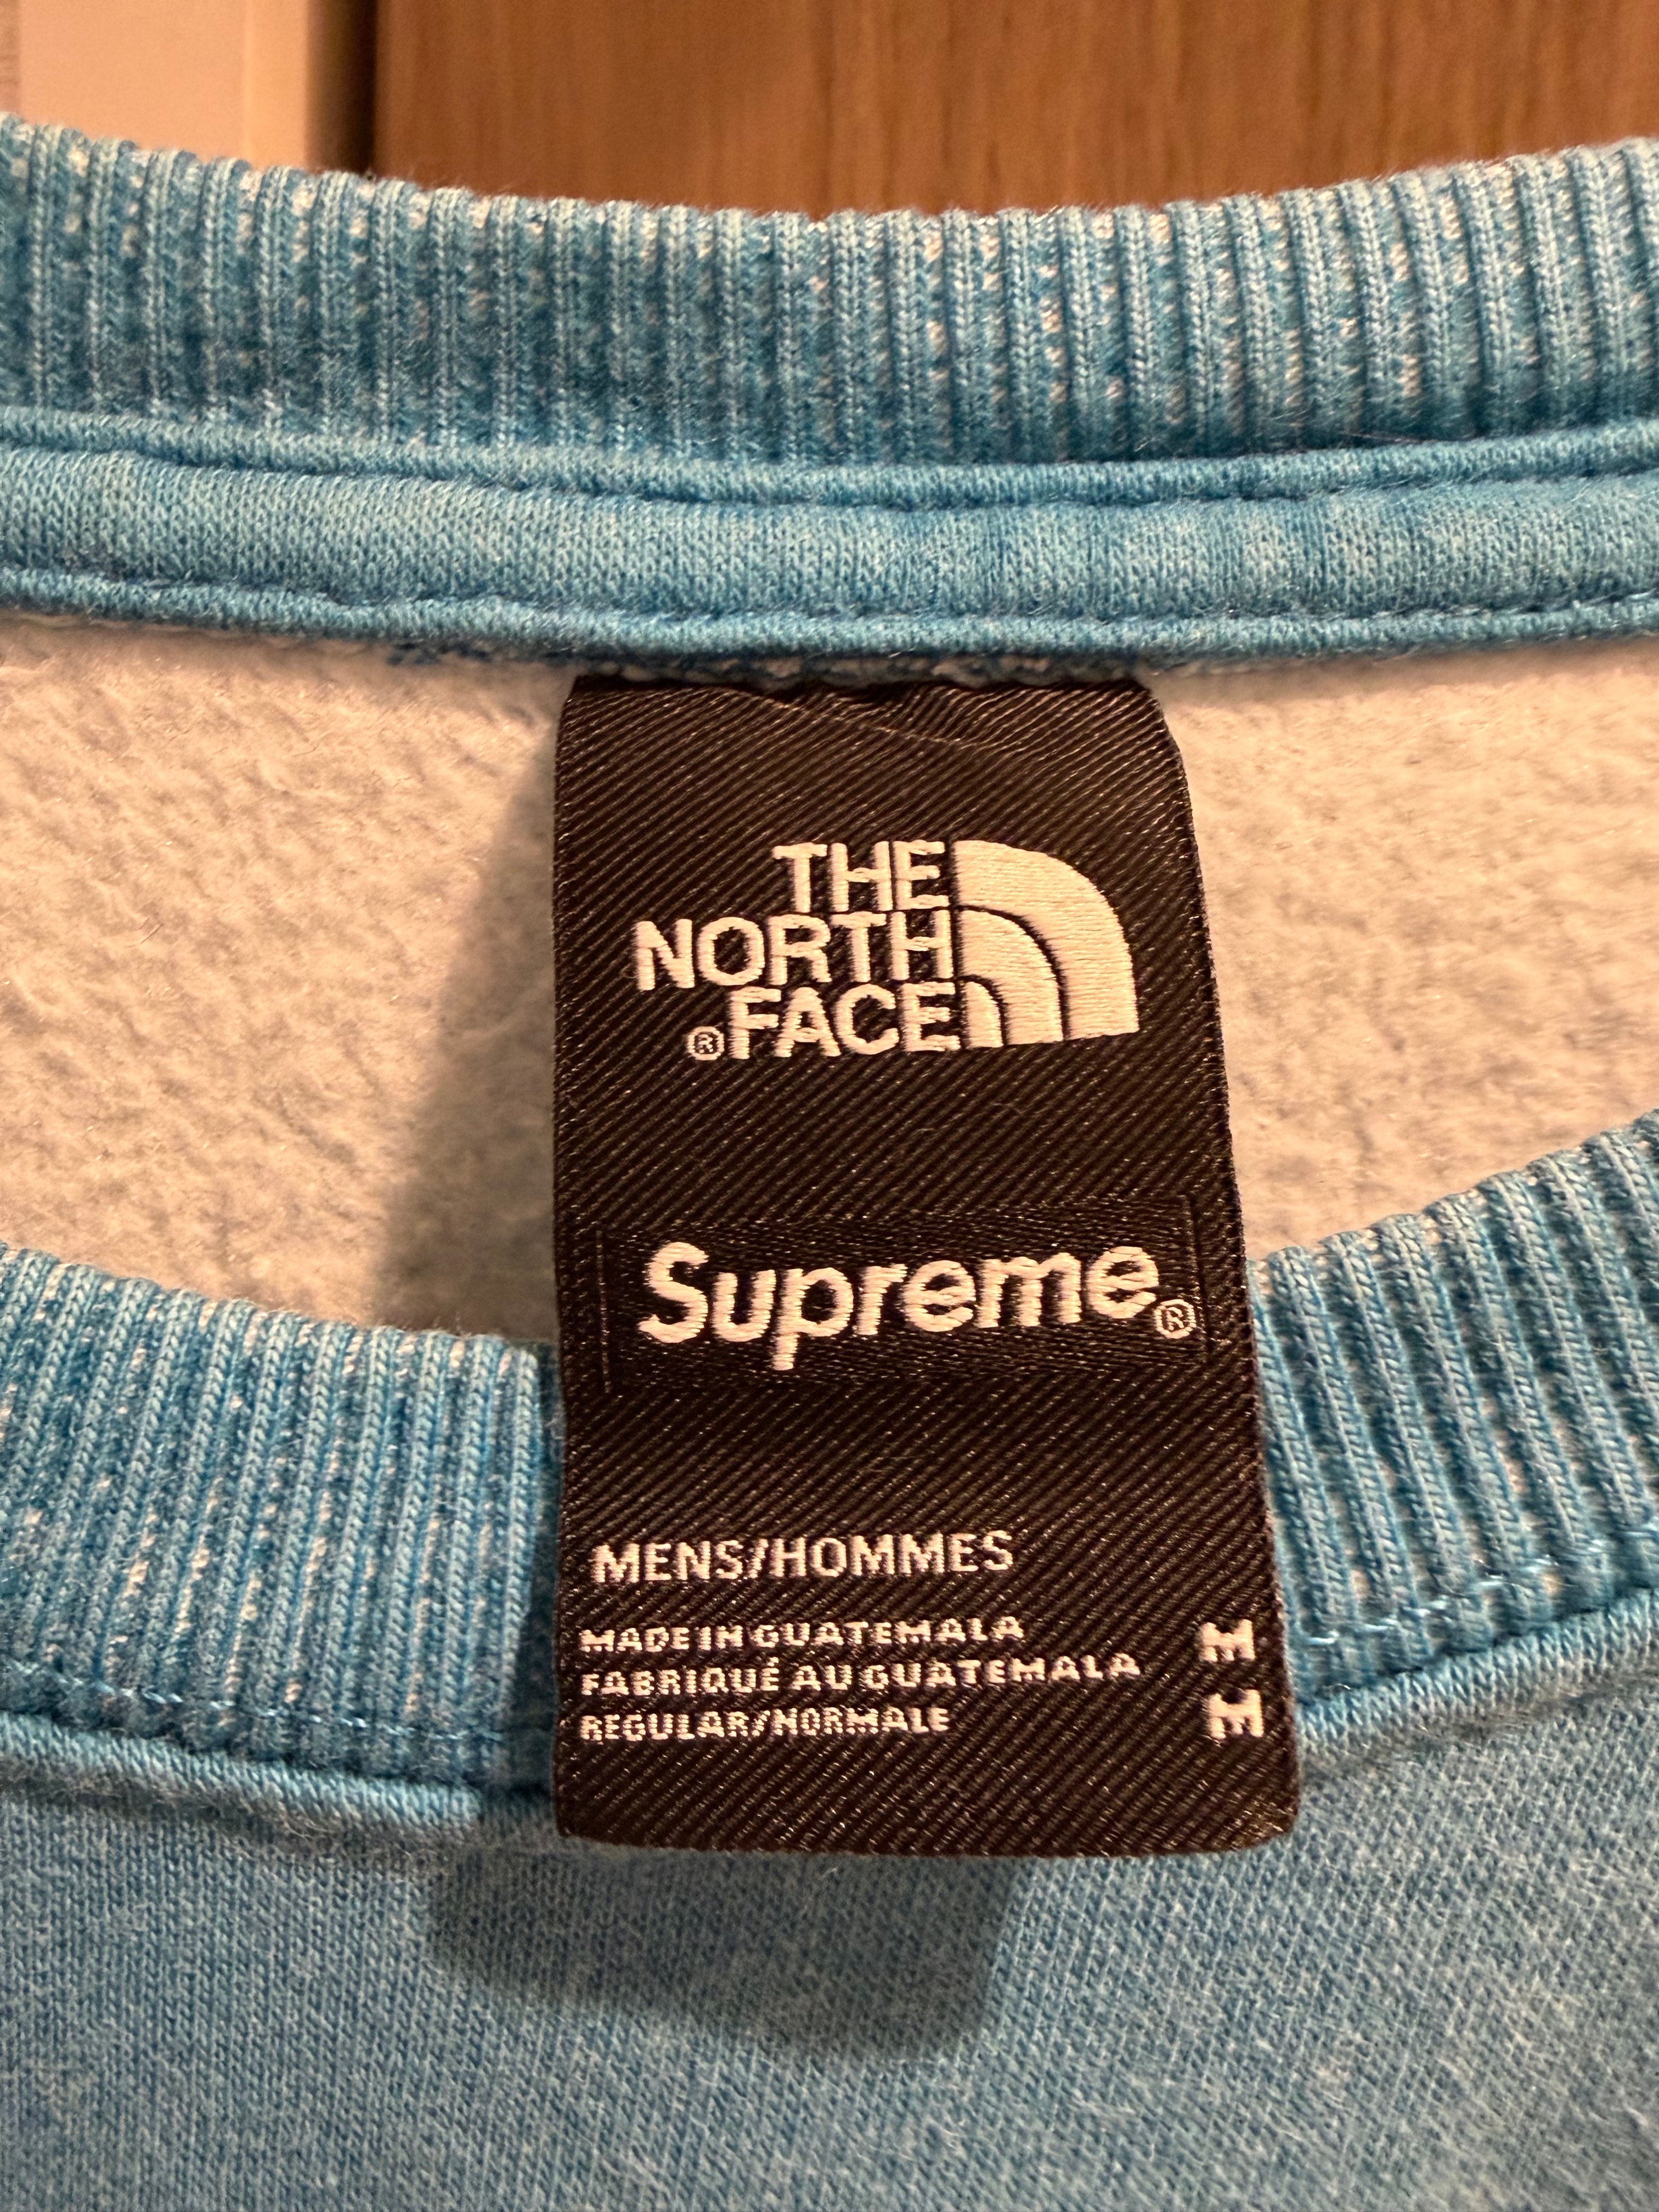 THE
NORTH
®FACE
Supreme®
MENS/HOMMES
MADE IN GUATEMALA M
FABRIQUÉ AU GUATEMALA
REGULAR/NORMALE M